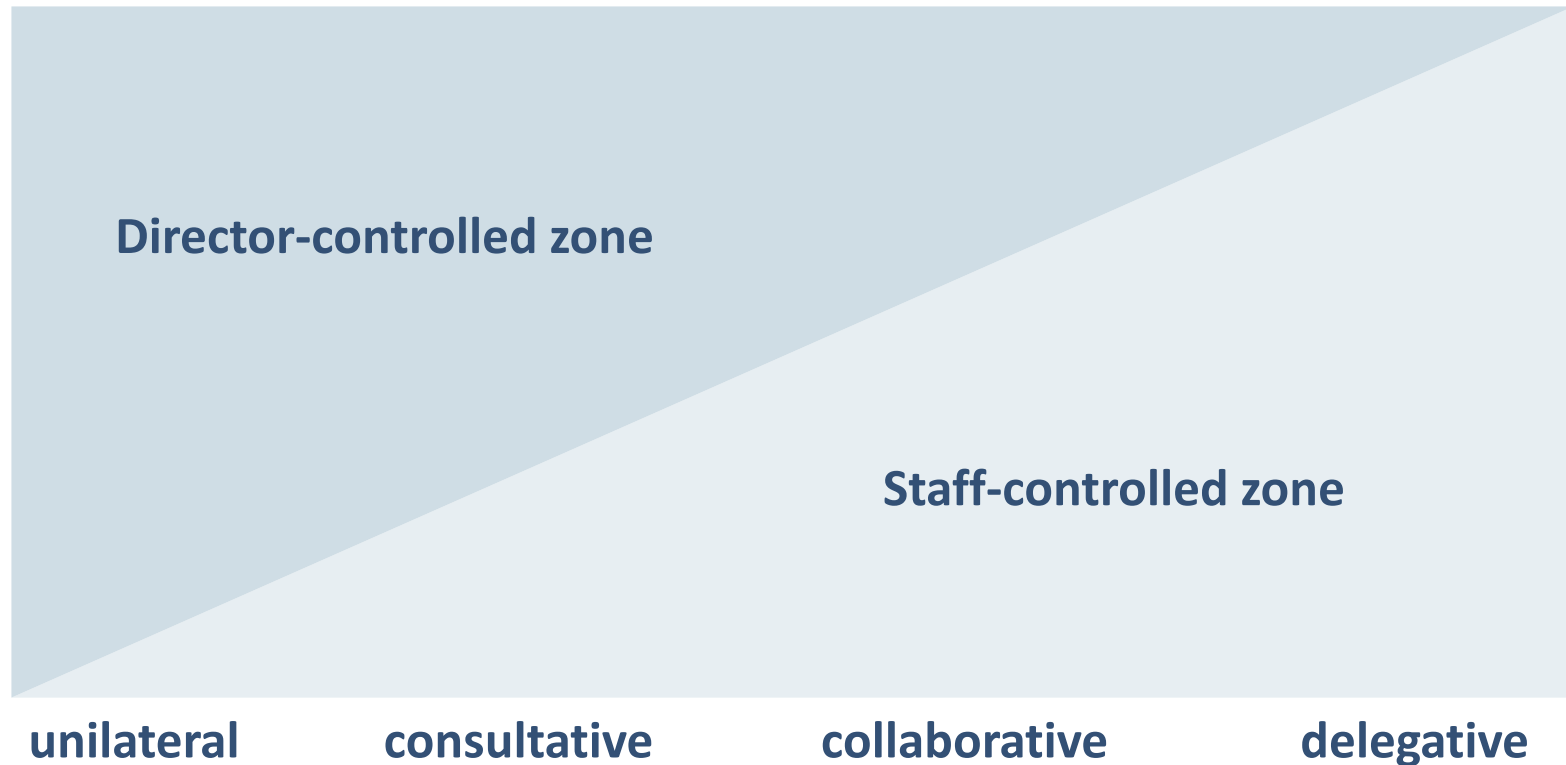 Director-controlled zone
Staff-controlled zone
unilateral consultative collaborative delegative